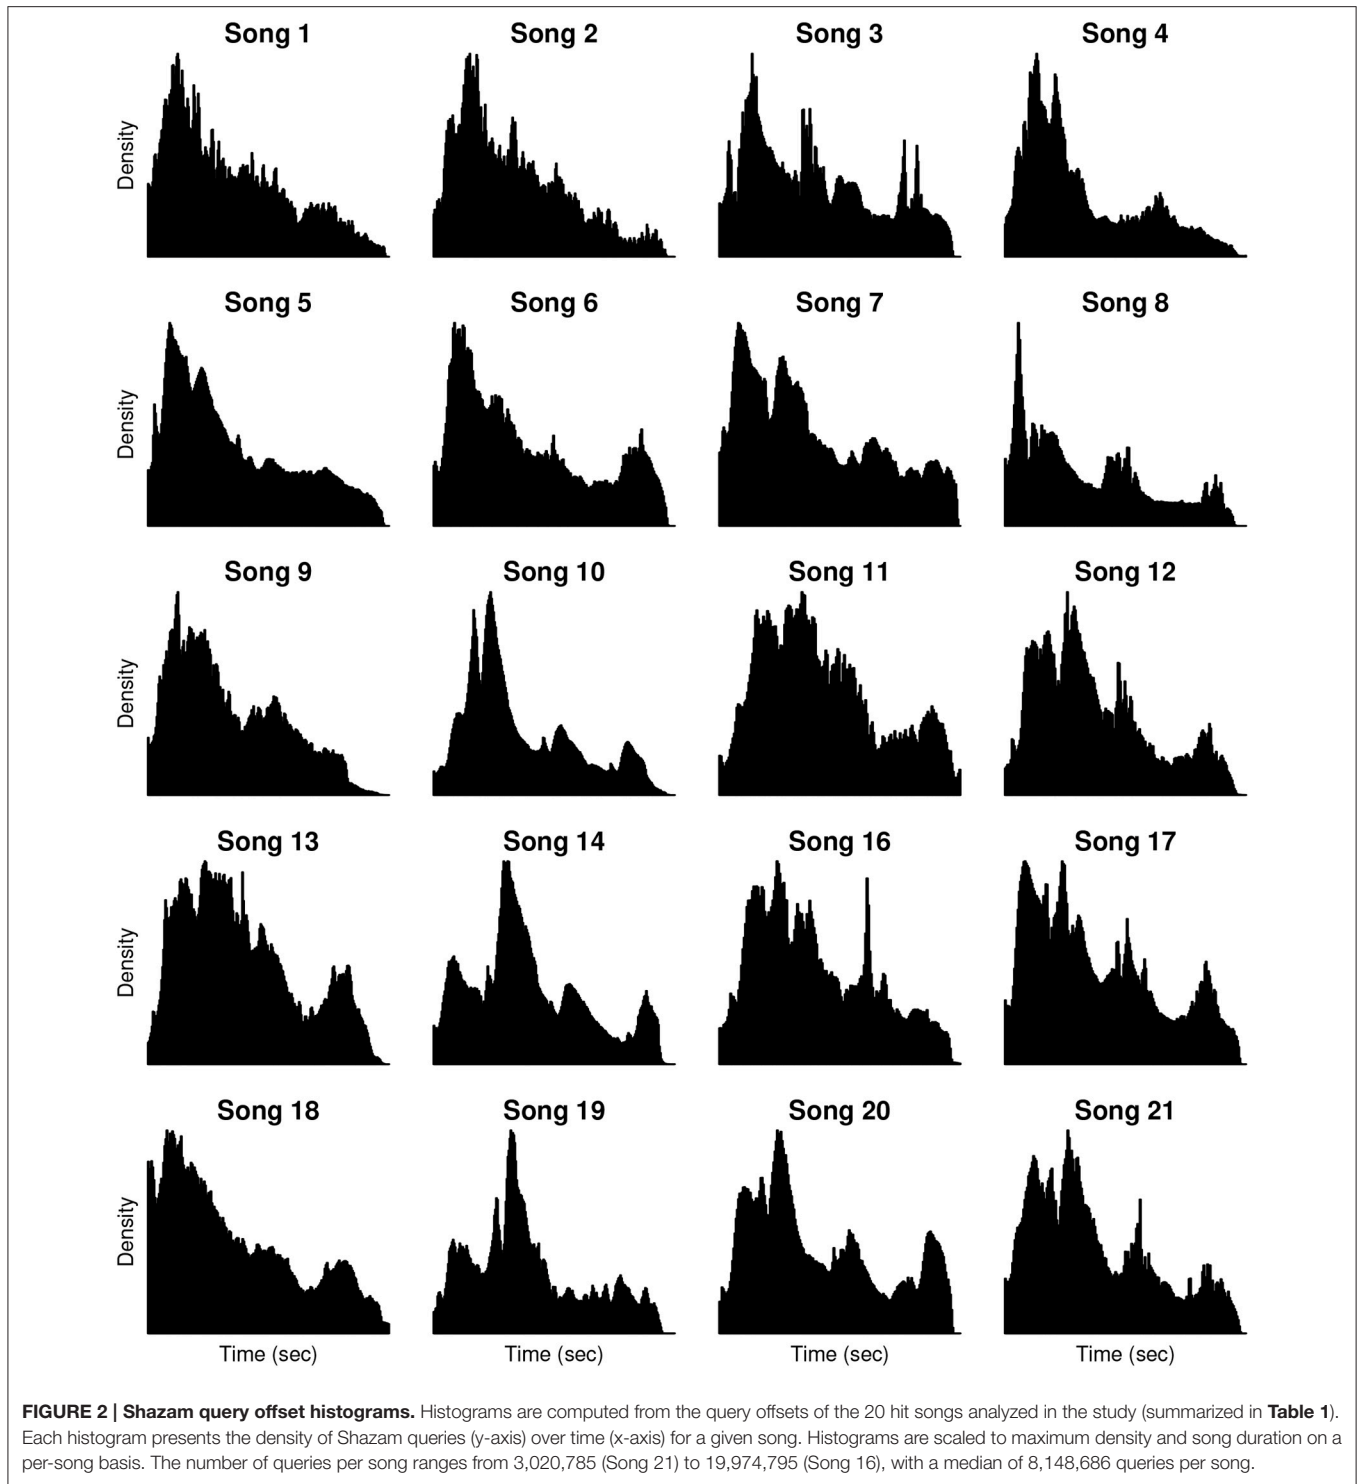 Song 1
Song 2
Song 3
Song 4
Density
Song 5
Song 6
Song 7
Song 8
Density
Song 9
Song 10
Song 11
Song 12
Density
Song 13
Song 14
Song 16
Song 17
Density
Song 18
Song 19
Song 20
Song 21
Density
Time (sec)
Time (sec)
Time (sec)
Time (sec)
FIGURE 2 | Shazam query offset histograms. Histograms are computed from the query offsets of the 20 hit songs analyzed in the study (summarized in Table 1).
Each histogram presents the density of Shazam queries (y-axis) over time (x-axis) for a given song. Histograms are scaled to maximum density and song duration on a
per-song basis. The number of queries per song ranges from 3,020,785 (Song 21) to 19,974,795 (Song 16), with a median of 8,148,686 queries per song.